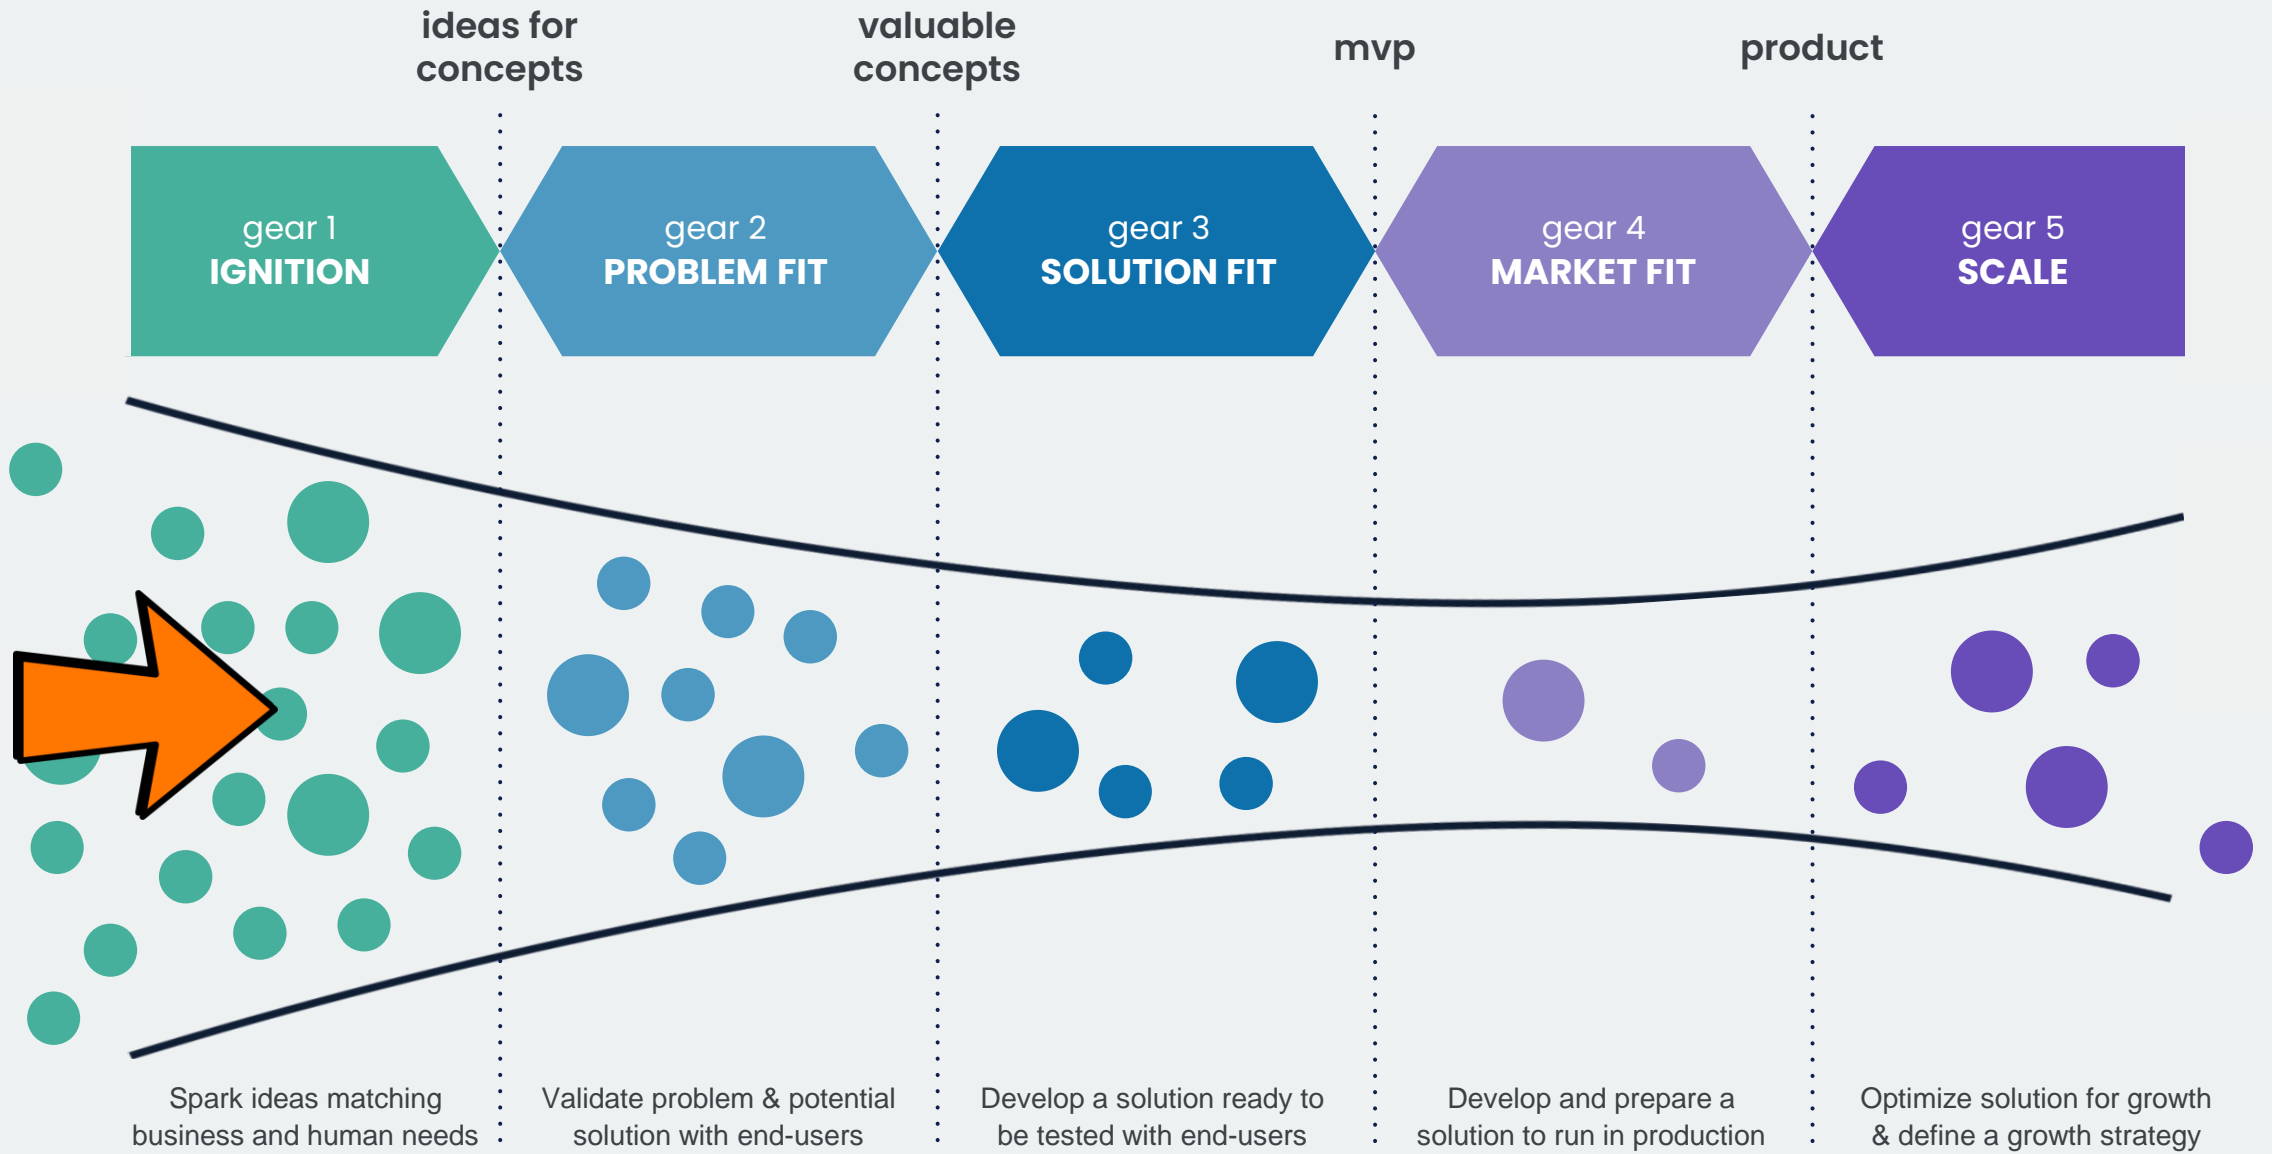 ideas for
concepts
valuable
concepts
mvp
product
gear 1
IGNITION
gear 2
PROBLEM FIT
gear 3
SOLUTION FIT
gear 4
MARKET FIT
gear 5
SCALE
Spark ideas matching
business and human needs
Validate problem & potential
solution with end-users
Develop a solution ready to
be tested with end-users
Develop and prepare a
solution to run in production
Optimize solution for growth
& define a growth strategy